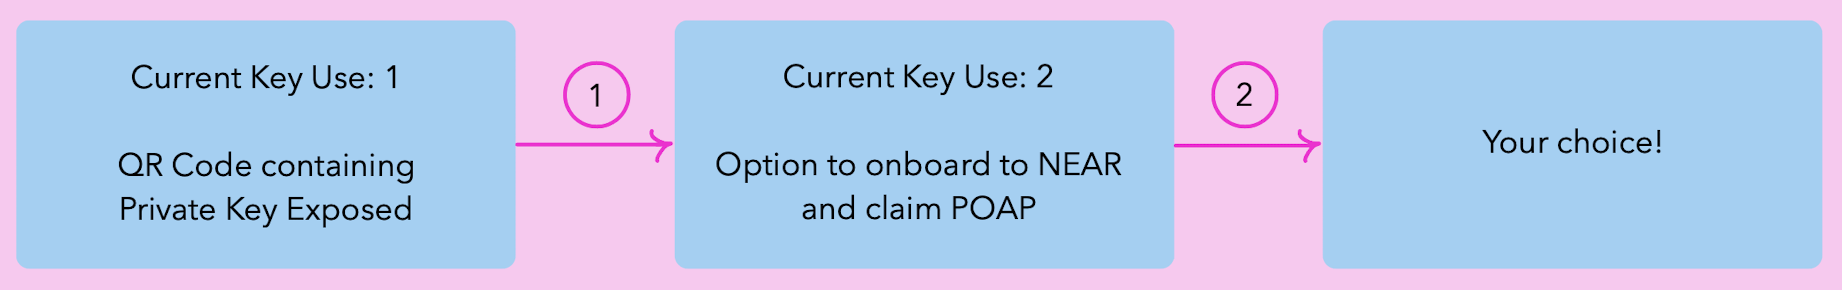 Current Key Use: 1
QR Code containing
Private Key Exposed
1
Current Key Use: 2
Option to onboard to NEAR
and claim POAP
2
Your choice!